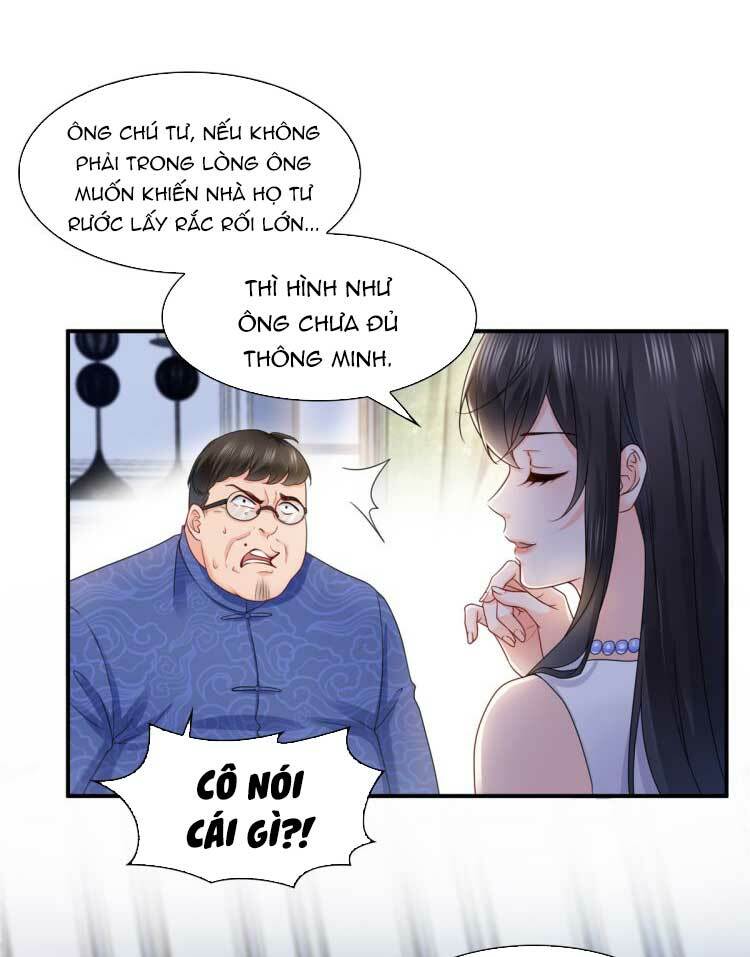 ÔNG CHÚ TƯ, NẾU KHÔNG
PHẢI TRONG LÒNG ÔNG
MUỐN KHIẾN NHÀ HỌ TƯ
RƯỚC LẤY RẮC RỐI LỚN...
THÌ HÌNH NHƯ
ÔNG CHƯA ĐỦ
THÔNG MINH.
CÔ NÓI
CÁI GÌ?!